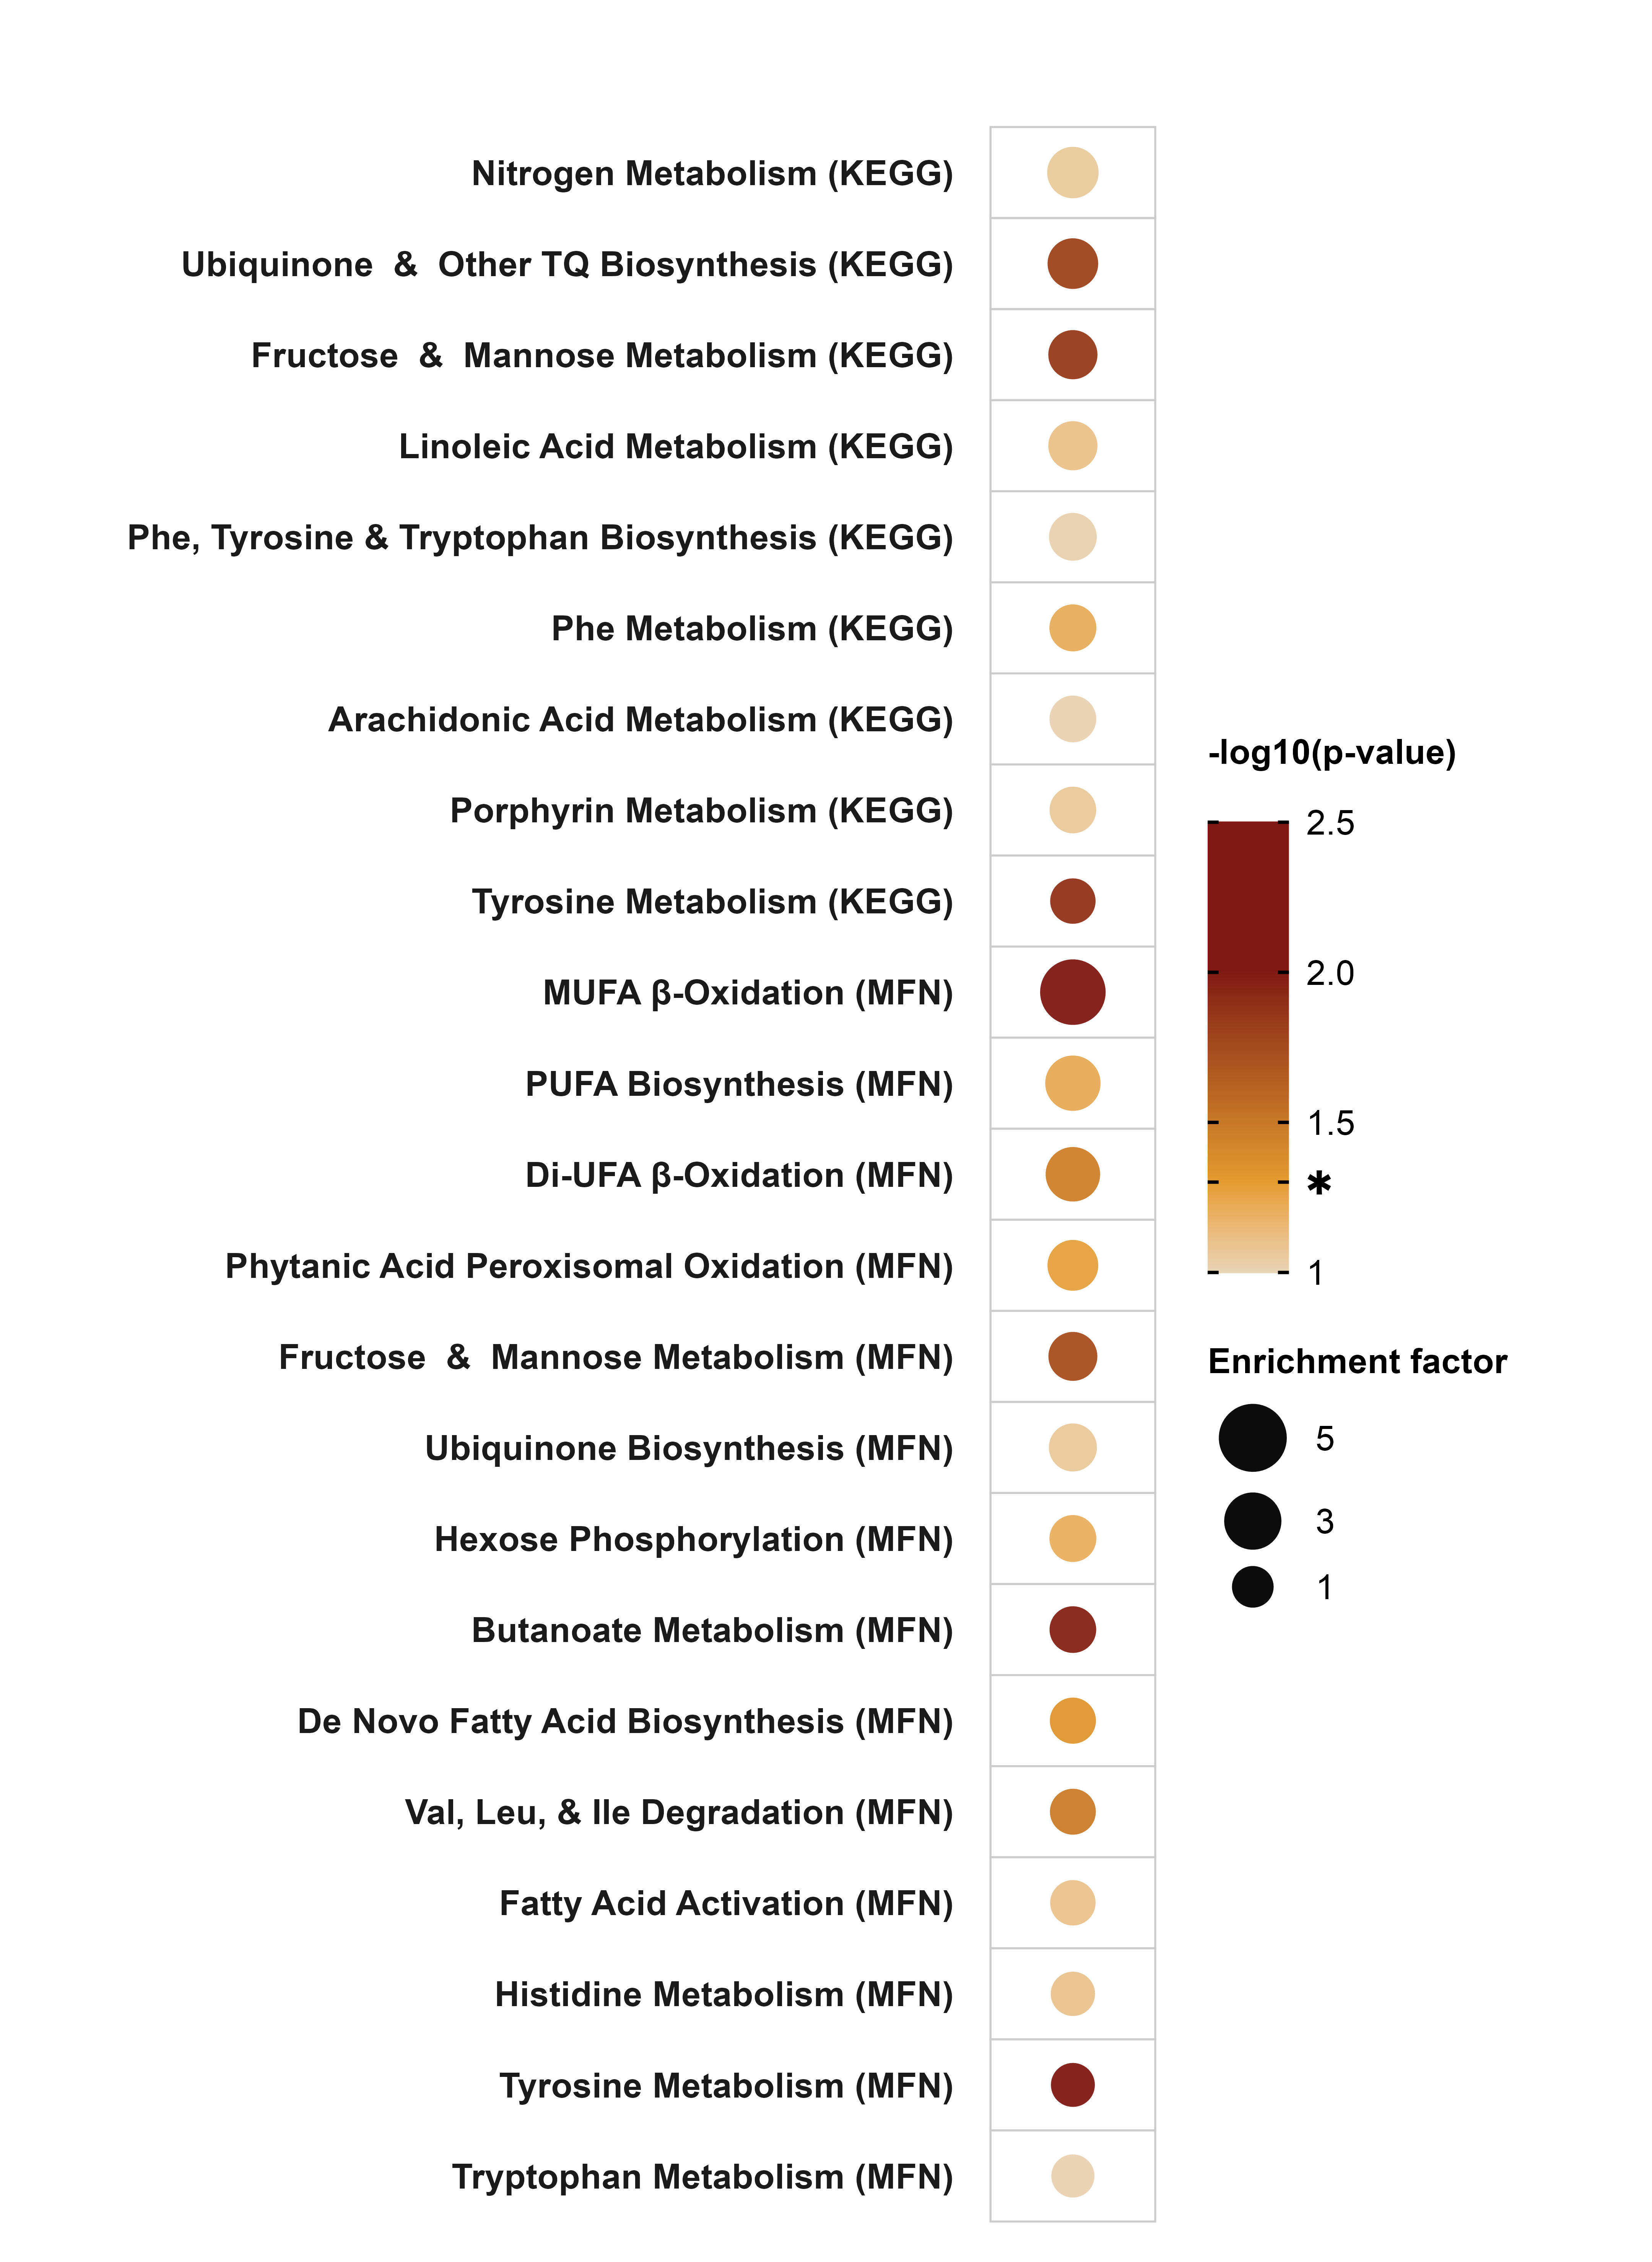 Nitrogen Metabolism (KEGG)
Ubiquinone & Other TQ Biosynthesis (KEGG)
Fructose & Mannose Metabolism (KEGG)
Linoleic Acid Metabolism (KEGG)
Phe, Tyrosine & Tryptophan Biosynthesis (KEGG)
Phe Metabolism (KEGG)
Arachidonic Acid Metabolism (KEGG)
Porphyrin Metabolism (KEGG)
Tyrosine Metabolism (KEGG)
MUFA β-Oxidation (MFN)
PUFA Biosynthesis (MFN)
Di-UFA β-Oxidation (MFN)
Phytanic Acid Peroxisomal Oxidation (MFN)
Fructose & Mannose Metabolism (MFN)
Ubiquinone Biosynthesis (MFN)
Hexose Phosphorylation (MFN)
Butanoate Metabolism (MFN)
De Novo Fatty Acid Biosynthesis (MFN)
Val, Leu, & Ile Degradation (MFN)
Fatty Acid Activation (MFN)
Histidine Metabolism (MFN)
Tyrosine Metabolism (MFN)
Tryptophan Metabolism (MFN)
-log10(p-value)
2.5
2.0
1.5
*
1
Enrichment factor
5
3
1